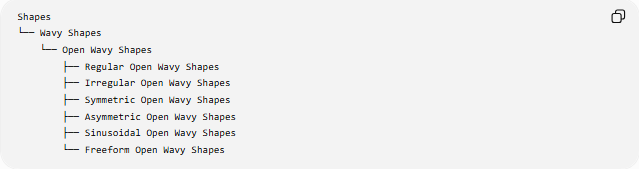 Shapes
└── Wavy Shapes
    └── Open Wavy Shapes
        ├── Regular Open Wavy Shapes
        ├── Irregular Open Wavy Shapes
        ├── Symmetric Open Wavy Shapes
        ├── Asymmetric Open Wavy Shapes
        ├── Sinusoidal Open Wavy Shapes
        └── Freeform Open Wavy Shapes